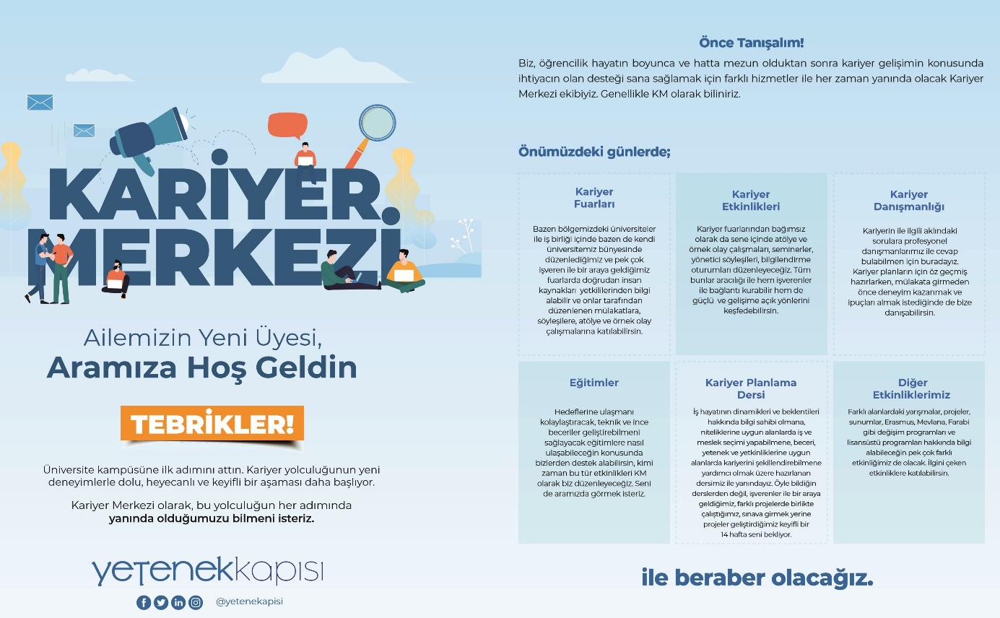 KARİYER
MERKEZİ
Ailemizin Yeni Üyesi,
Aramıza Hoş Geldin
TEBRİKLER!
Üniversite kampüsüne ilk adımını attın. Kariyer yolculuğunun yeni
deneyimlerle dolu, heyecanlı ve keyifli bir aşaması daha başlıyor.
Kariyer Merkezi olarak, bu yolculuğun her adımında
yanında olduğumuzu bilmeni isteriz.
yetenekkapısı
@yetenekapisi
Önce Tanışalım!
Biz, öğrencilik hayatın boyunca ve hatta mezun olduktan sonra kariyer gelişimin konusunda
ihtiyacın olan desteği sana sağlamak için farklı hizmetler ile her zaman yanında olacak Kariyer
Merkezi ekibiyiz. Genellikle KM olarak biliniriz.
Önümüzdeki günlerde;
Kariyer
Fuarları
Bazen bölgemizdeki üniversiteler
ile iş birliği içinde bazen de kendi
üniversitemiz bünyesinde
düzenlediğimiz ve pek çok
işveren ile bir araya geldiğimiz
fuarlarda doğrudan insan
kaynakları yetkililerinden bilgi
alabilir ve onlar tarafından
düzenlenen mülakatlara,
söyleşilere, atölye ve örnek olay
çalışmalarına katılabilirsin.
Kariyer
Etkinlikleri
Kariyer fuarlarından bağımsız
olarak da sene içinde atölye ve
örnek olay çalışmaları, seminerler,
yönetici söyleşileri, bilgilendirme
oturumları düzenleyeceğiz. Tüm
bunlar aracılığı ile hem işverenler
ile bağlantı kurabilir hem de
güçlü ve gelişime açık yönlerini
keşfedebilirsin.
Kariyer
Danışmanlığı
Kariyerin ile ilgili aklındaki
sorulara profesyonel
danışmanlarımız ile cevap
bulabilmen için buradayız.
Kariyer planların için öz geçmiş
hazırlarken, mülakata girmeden
önce deneyim kazanmak ve
ipuçları almak istediğinde de bize
danışabilirsin.
Eğitimler
Hedeflerine ulaşmanı
kolaylaştıracak, teknik ve ince
beceriler geliştirebilmeni
sağlayacak eğitimlere nasıl
ulaşabileceğin konusunda
bizlerden destek alabilirsin, kimi
zaman bu tür etkinlikleri KM
olarak biz düzenleyeceğiz. Seni
de aramızda görmek isteriz.
Kariyer Planlama
Dersi
İş hayatının dinamikleri ve beklentileri
hakkında bilgi sahibi olmana,
niteliklerine uygun alanlarda iş ve
meslek seçimi yapabilmene, beceri,
yetenek ve yetkinliklerine uygun
alanlarda kariyerini şekillendirebilmene
yardımcı olmak üzere hazırlanan
dersimiz ile yanındayız. Öyle bildiğin
derslerden değil, işverenler ile bir araya
geldiğimiz, farklı projelerde birlikte
çalıştığımız, sınava girmek yerine
projeler geliştirdiğimiz keyifli bir
14 hafta seni bekliyor.
Diğer
Etkinliklerimiz
Farklı alanlardaki yarışmalar, projeler,
sunumlar, Erasmus, Mevlana, Farabi
gibi değişim programları ve
lisansüstü programları hakkında bilgi
alabileceğin pek çok farklı
etkinliğimiz de olacak. İlgini çeken
etkinliklere katılabilirsin.
ile beraber olacağız.